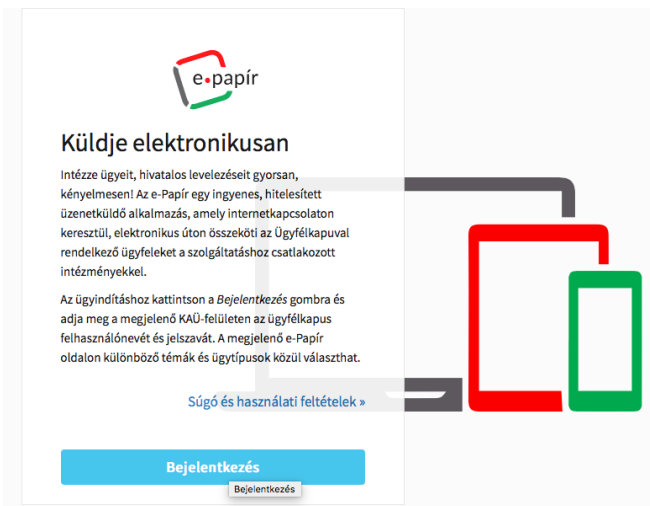 e•papír
Küldje elektronikusan
Intézze ügyeit, hivatalos levelezéseit gyorsan,
kényelmesen! Az e-Papír egy ingyenes, hitelesített
üzenetküldő alkalmazás, amely internetkapcsolaton
keresztül, elektronikus úton összeköti az Ügyfélkapuval
rendelkező ügyfeleket a szolgáltatáshoz csatlakozott
intézményekkel.
Az ügyindításhoz kattintson a Bejelentkezés gombra és
adja meg a megjelenő KAÜ-felületen az ügyfélkapus
felhasználónevét és jelszavát. A megjelenő e-Papír
oldalon különböző témák és ügytípusok közül választhat.
Súgó és használati feltételek »
Bejelentkezés
Bejelentkezés